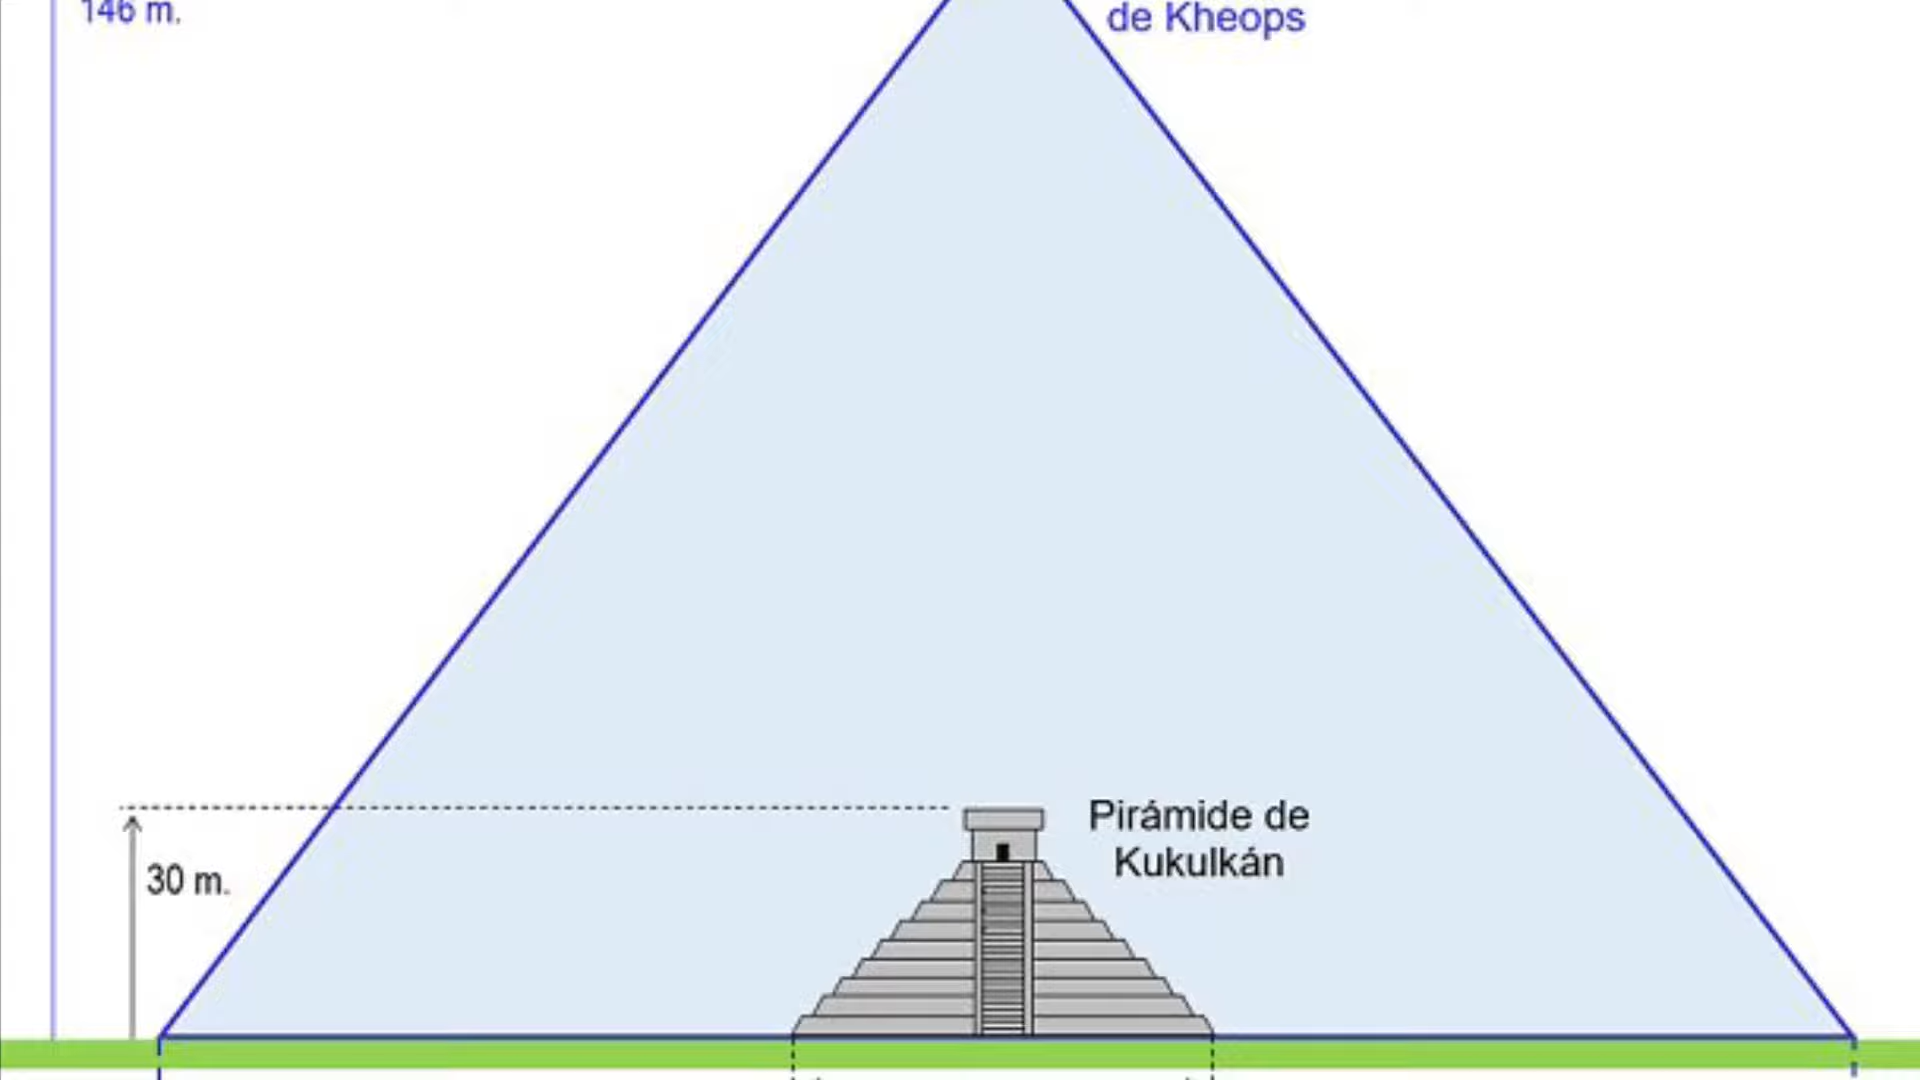 146 m.
de Kheops
Pirámide de
Kukulkán
30 m.